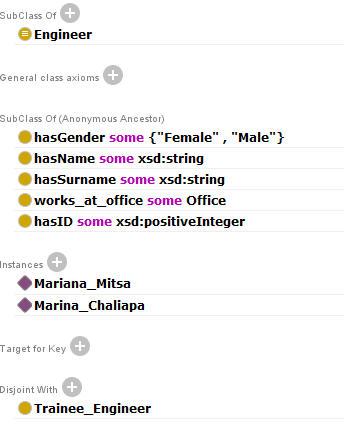 SubClass Of
Engineer
General class axioms
SubClass Of (Anonymous Ancestor)
hasGender some {"Female" , "Male"}
hasName some xsd:string
hasSurname some xsd:string
works_at_office some Office
hasID some xsd:positiveInteger
Instances
Mariana_Mitsa
Marina_Chaliapa
Target for Key
Disjoint With
Trainee_Engineer